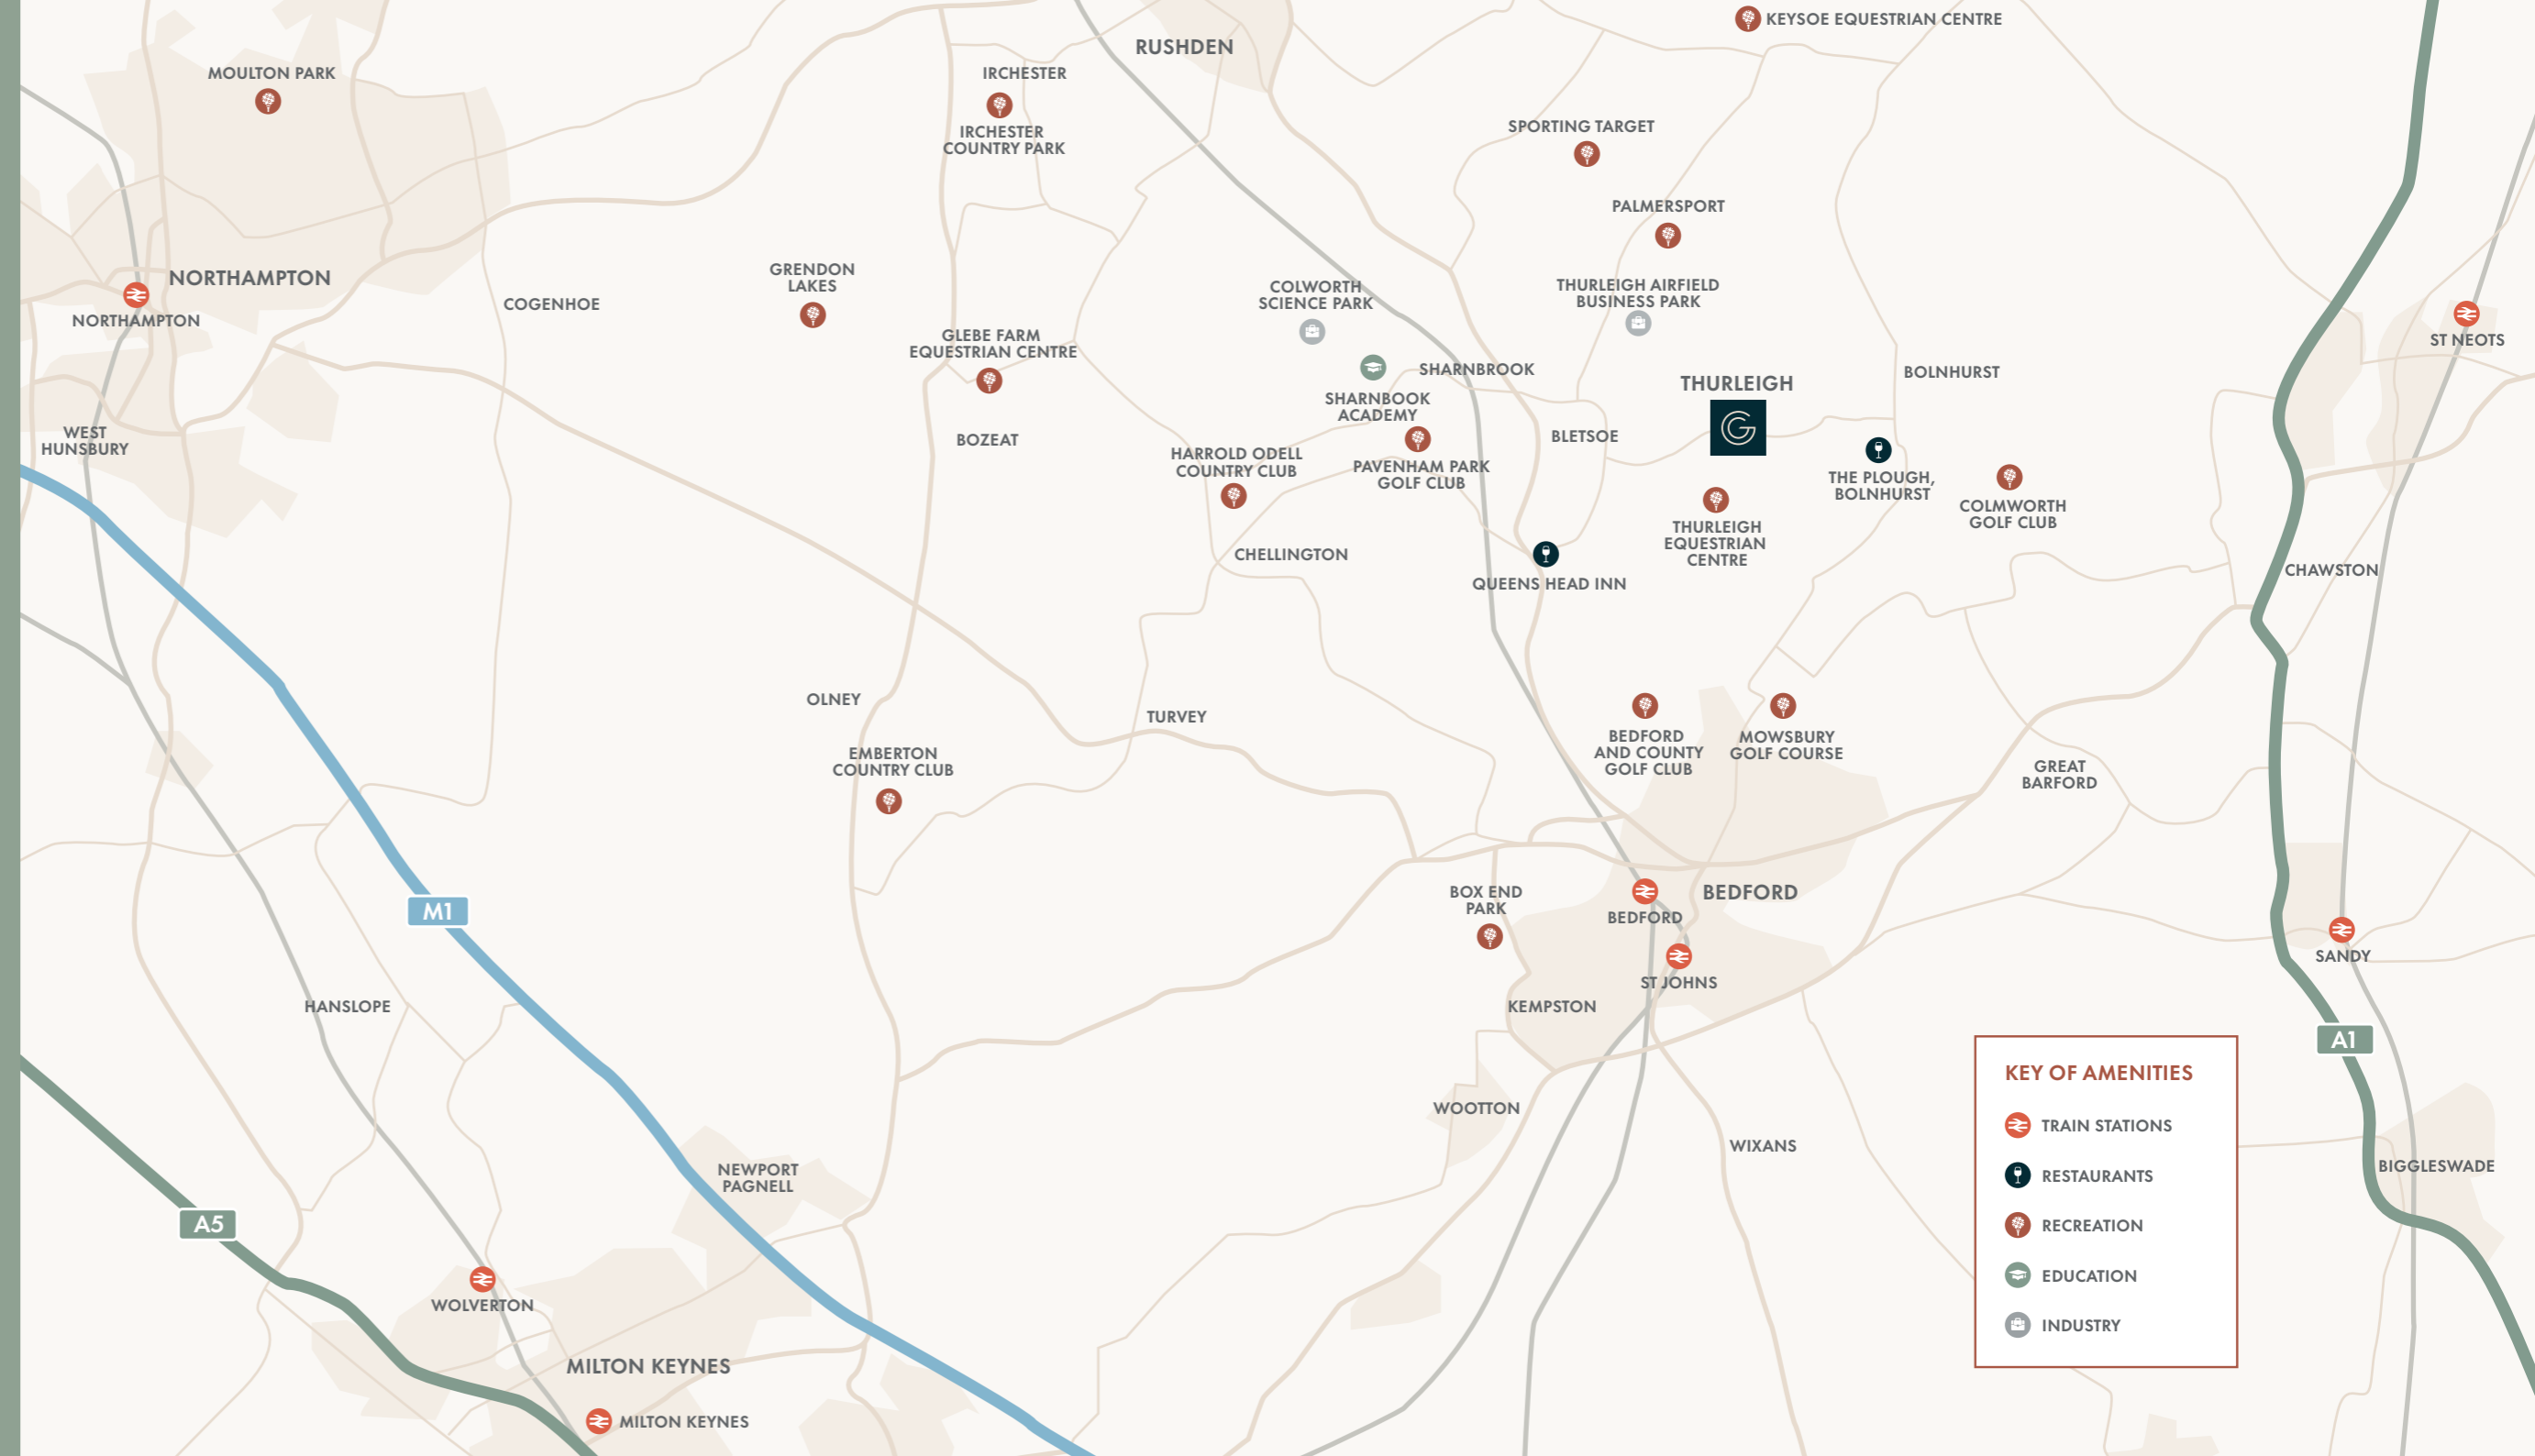 KEYSOE EQUESTRIAN CENTRE
RUSHDEN
MOULTON PARK
IRCHESTER
IRCHESTER
COUNTRY PARK
SPORTING TARGET
PALMERSPORT
NORTHAMPTON
NORTHAMPTON
COGENHOE
GRENDON
LAKES
GLEBE FARM
EQUESTRIAN CENTRE
COLWORTH
SCIENCE PARK
THURLEIGH AIRFIELD
BUSINESS PARK
ST NEOTS
SHARNBROOK
SHARNBOOK
ACADEMY
THURLEIGH
G
BOLNHURST
WEST
HUNSBURY
BOZEAT
HARROLD ODELL
COUNTRY CLUB
PAVENHAM PARK
GOLF CLUB
BLETSOE
THE PLOUGH,
BOLNHURST
COLMWORTH
GOLF CLUB
THURLEIGH
EQUESTRIAN
CENTRE
CHELLINGTON
QUEENS HEAD INN
CHAWSTON
OLNEY
TURVEY
EMBERTON
COUNTRY CLUB
BEDFORD
AND COUNTY
GOLF CLUB
MOWSBURY
GOLF COURSE
GREAT
BARFORD
M1
BOX END
PARK
BEDFORD
BEDFORD
ST JOHNS
SANDY
HANSLOPE
KEMPSTON
A1
WOOTTON
WIXANS
BIGGLESWADE
NEWPORT
PAGNELL
A5
WOLVERTON
MILTON KEYNES
MILTON KEYNES
KEY OF AMENITIES
TRAIN STATIONS
RESTAURANTS
RECREATION
EDUCATION
INDUSTRY